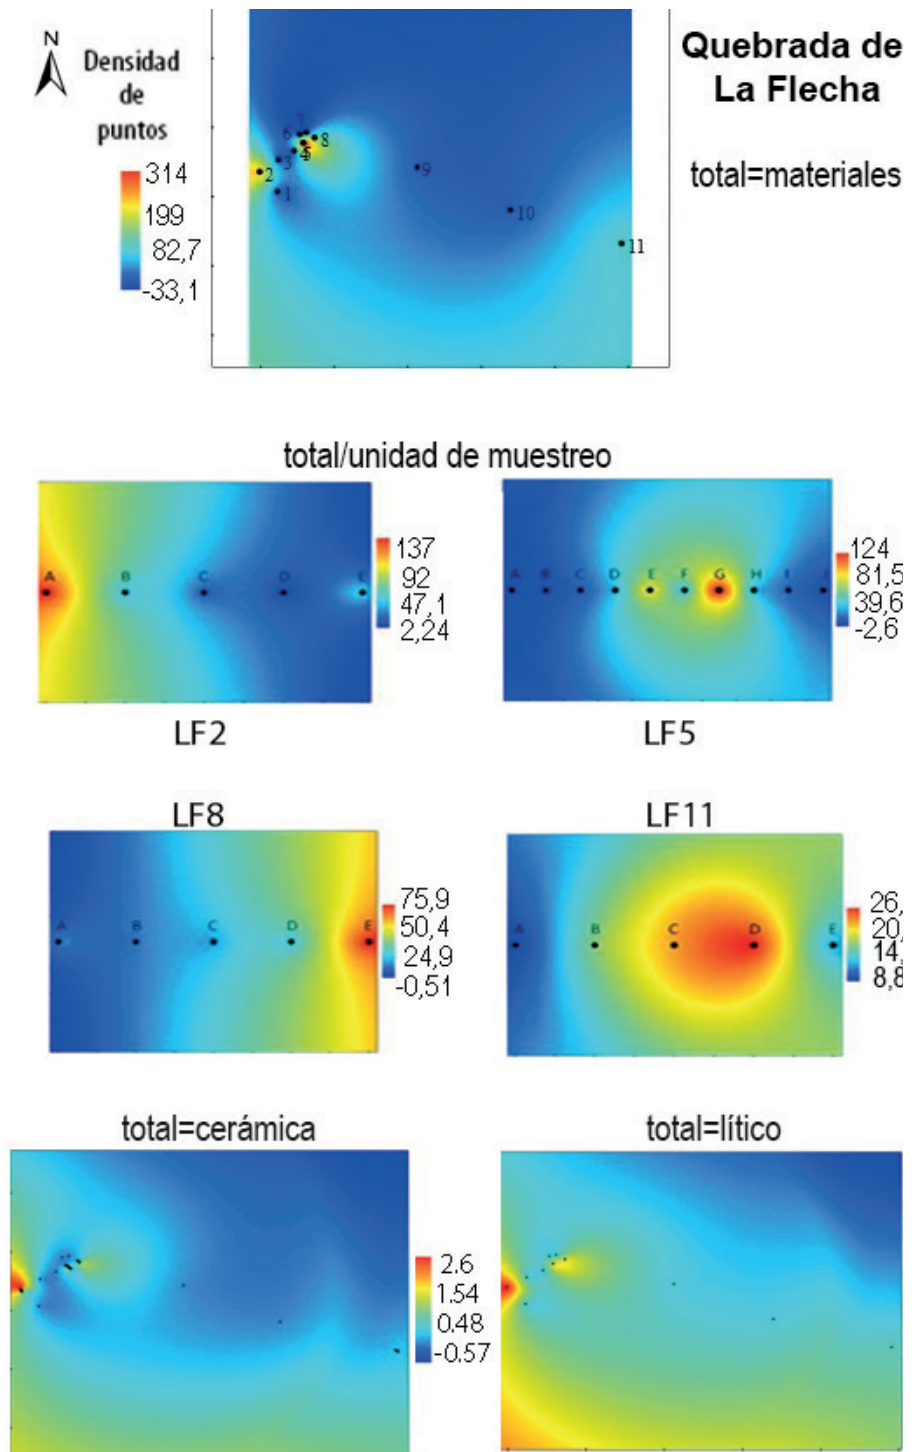 N
Densidad
de
puntos
314
199
82,7
-33,1
Quebrada de
La Flecha
total=materiales
6
8
3
2
1
9
10
11
total/unidad de muestreo
A
B
C
D
E
137
92
47,1
2,24
LF2
A
B
C
D
E
F
G
H
I
J
124
81,5
39,6
-2,6
LF5
LF8
A
B
C
D
E
75,9
50,4
24,9
-0,51
LF11
A
B
C
D
E
26,
20,
14,
8,8
total=cerámica
2.6
1.54
0.48
-0.57
total=lítico